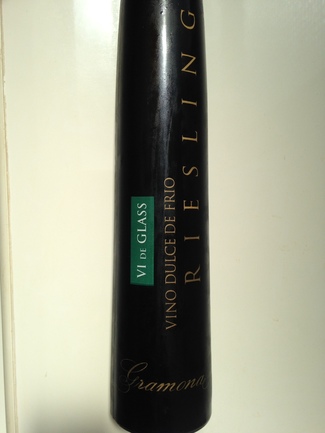 VI DE GLASS
VINO DULCE DE FRIO
RIESLING
Gramona